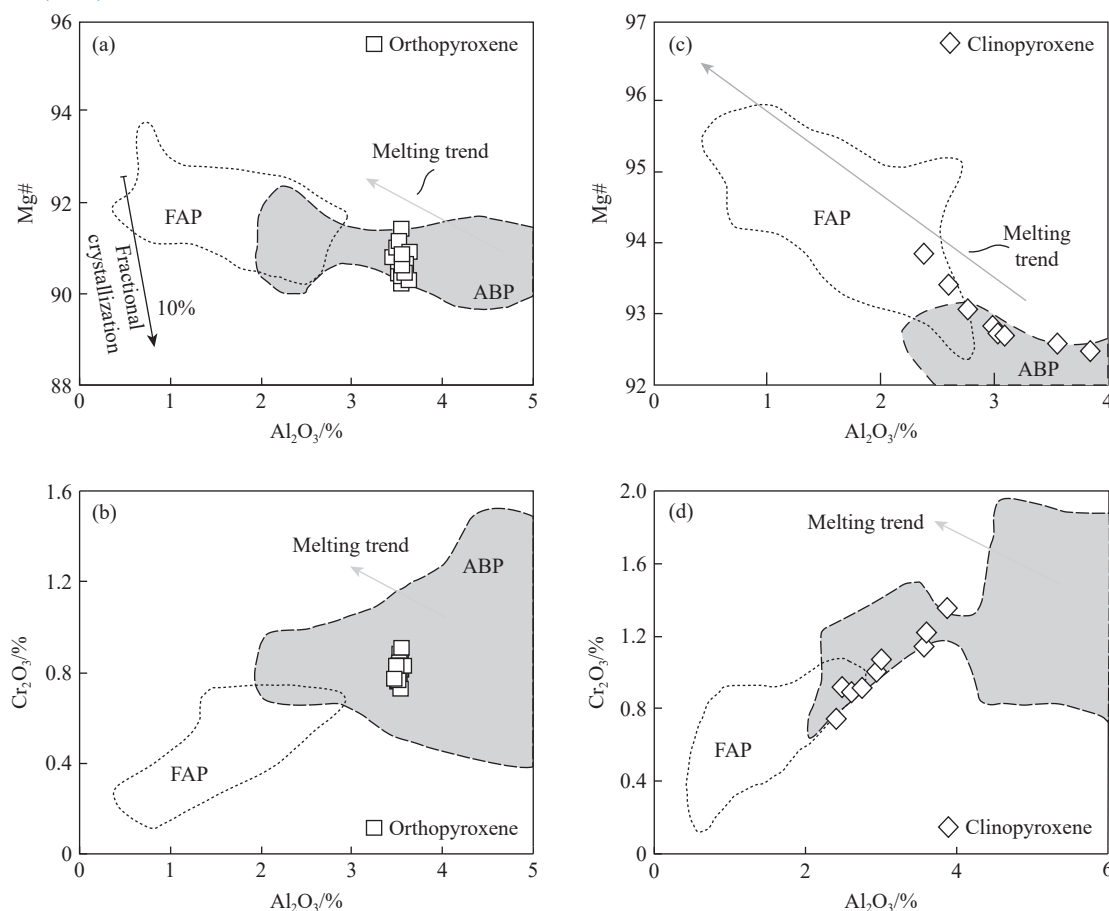 96
94
92
90
88
Mg#
(a)
Orthopyroxene
Melting trend
FAP
ABP
Fractional
crystallization
10%
0
1
2
3
4
5
Al₂O₃/%
97
96
95
94
93
92
Mg#
(c)
Clinopyroxene
FAP
Melting
trend
ABP
0
1
2
3
4
Al₂O₃/%
1.6
1.2
0.8
0.4
0
Cr₂O₃/%
(b)
Melting trend
ABP
FAP
Orthopyroxene
0
1
2
3
4
5
Al₂O₃/%
2.0
1.6
1.2
0.8
0.4
0
Cr₂O₃/%
(d)
Melting trend
ABP
FAP
Clinopyroxene
0
2
4
6
Al₂O₃/%